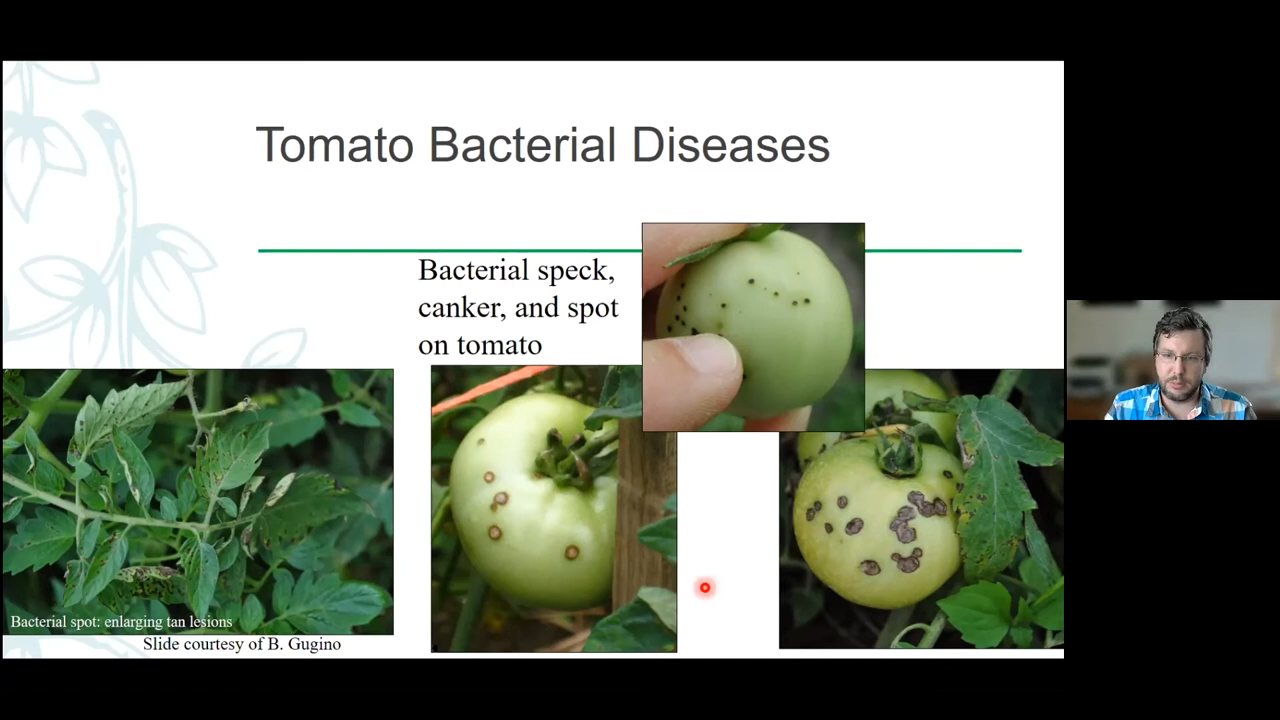 Tomato Bacterial Diseases
Bacterial speck,
canker, and spot
on tomato
Bacterial spot: enlarging tan lesions
Slide courtesy of B. Gugino